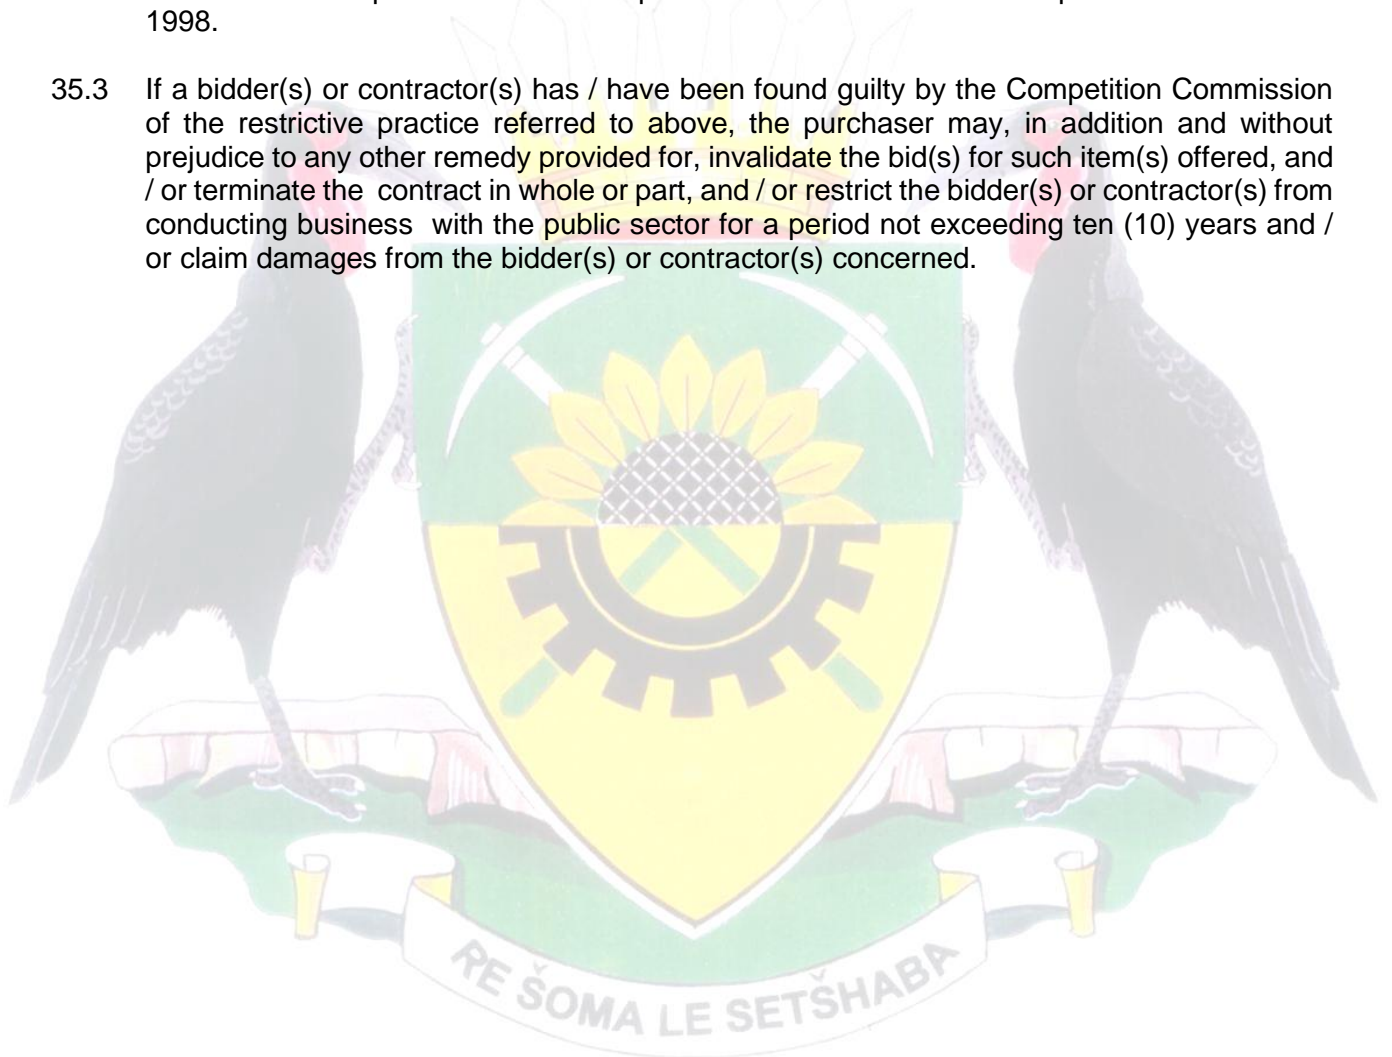 1998.
35.3 If a bidder(s) or contractor(s) has / have been found guilty by the Competition Commission
of the restrictive practice referred to above, the purchaser may, in addition and without
prejudice to any other remedy provided for, invalidate the bid(s) for such item(s) offered, and
/ or terminate the contract in whole or part, and / or restrict the bidder(s) or contractor(s) from
conducting business with the public sector for a period not exceeding ten (10) years and /
or claim damages from the bidder(s) or contractor(s) concerned.
RE ŠOMA LE SETŠHABA